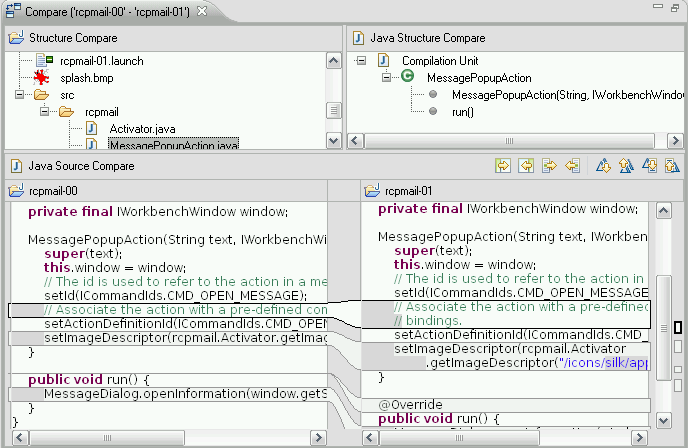 Compare ('rcpmail-00' - 'rcpmail-01')
Structure Compare
rcpmail-01.launch
splash.bmp
src
rcpmail
Activator.java
MessagePopupAction.java
Java Structure Compare
Compilation Unit
MessagePopupAction
MessagePopupAction(String, IWorkbenchWindow
run()
Java Source Compare
rcpmail-00
private final IWorkbenchWindow window;
MessagePopupAction(String text, IWorkbenchWin
super(text);
this.window = window;
// The id is used to refer to the action in a me
setId(ICommandIds.CMD_OPEN_MESSAGE);
// Associate the action with a pre-defined con
setActionDefinitionId(ICommandIds.CMD_OPEN
setImageDescriptor(rcpmail.Activator.getImag
}
public void run() {
MessageDialog.openInformation(window.getS
}
}
rcpmail-01
private final IWorkbenchWindow window;
MessagePopupAction(String text, IWorkbenchW
super(text);
this.window = window;
// The id is used to refer to the action in
setId(ICommandIds.CMD_OPEN_MESSAGE
// Associate the action with a pre-defined
// bindings.
setActionDefinitionId(ICommandIds.CMD_
setImageDescriptor(rcpmail.Activator
.getImageDescriptor("/icons/silk/app
}
@Override
public void run() {